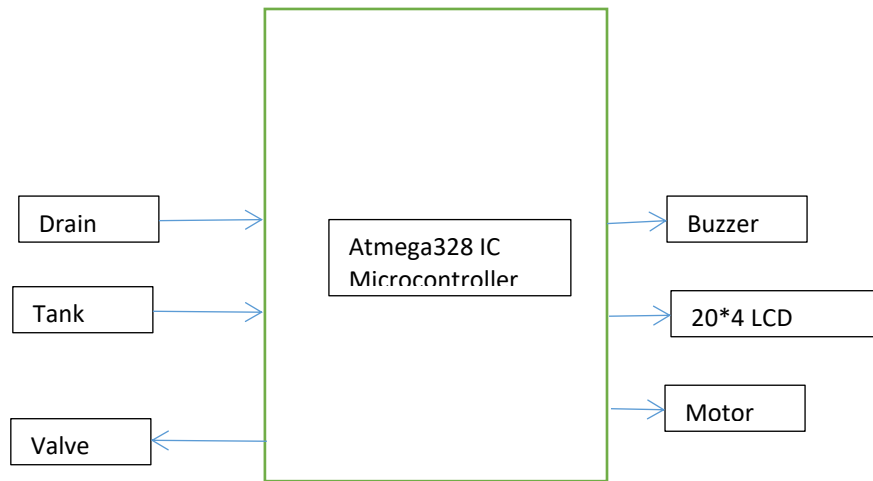 Drain
Tank
Valve
Atmega328 IC
Microcontroller
Buzzer
20*4 LCD
Motor